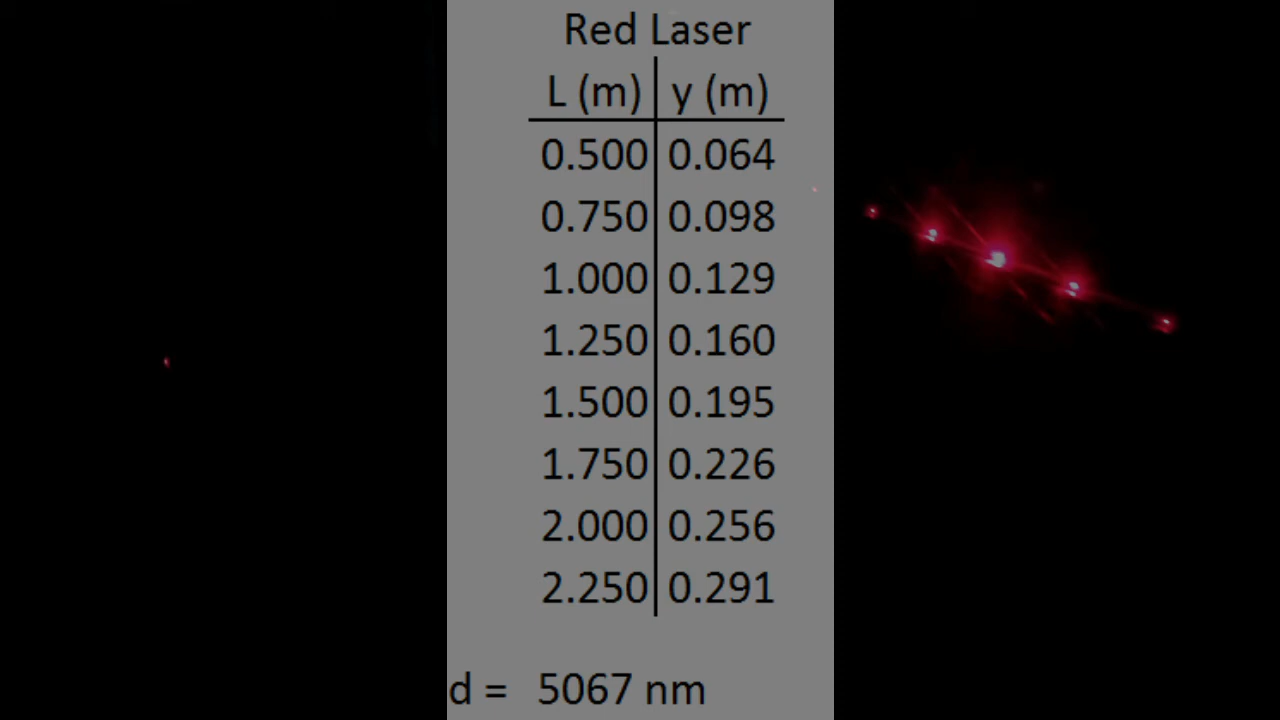 Red Laser
L (m) y (m)
0.500 0.064
0.750 0.098
1.000 0.129
1.250 0.160
1.500 0.195
1.750 0.226
2.000 0.256
2.250 0.291
d = 5067 nm